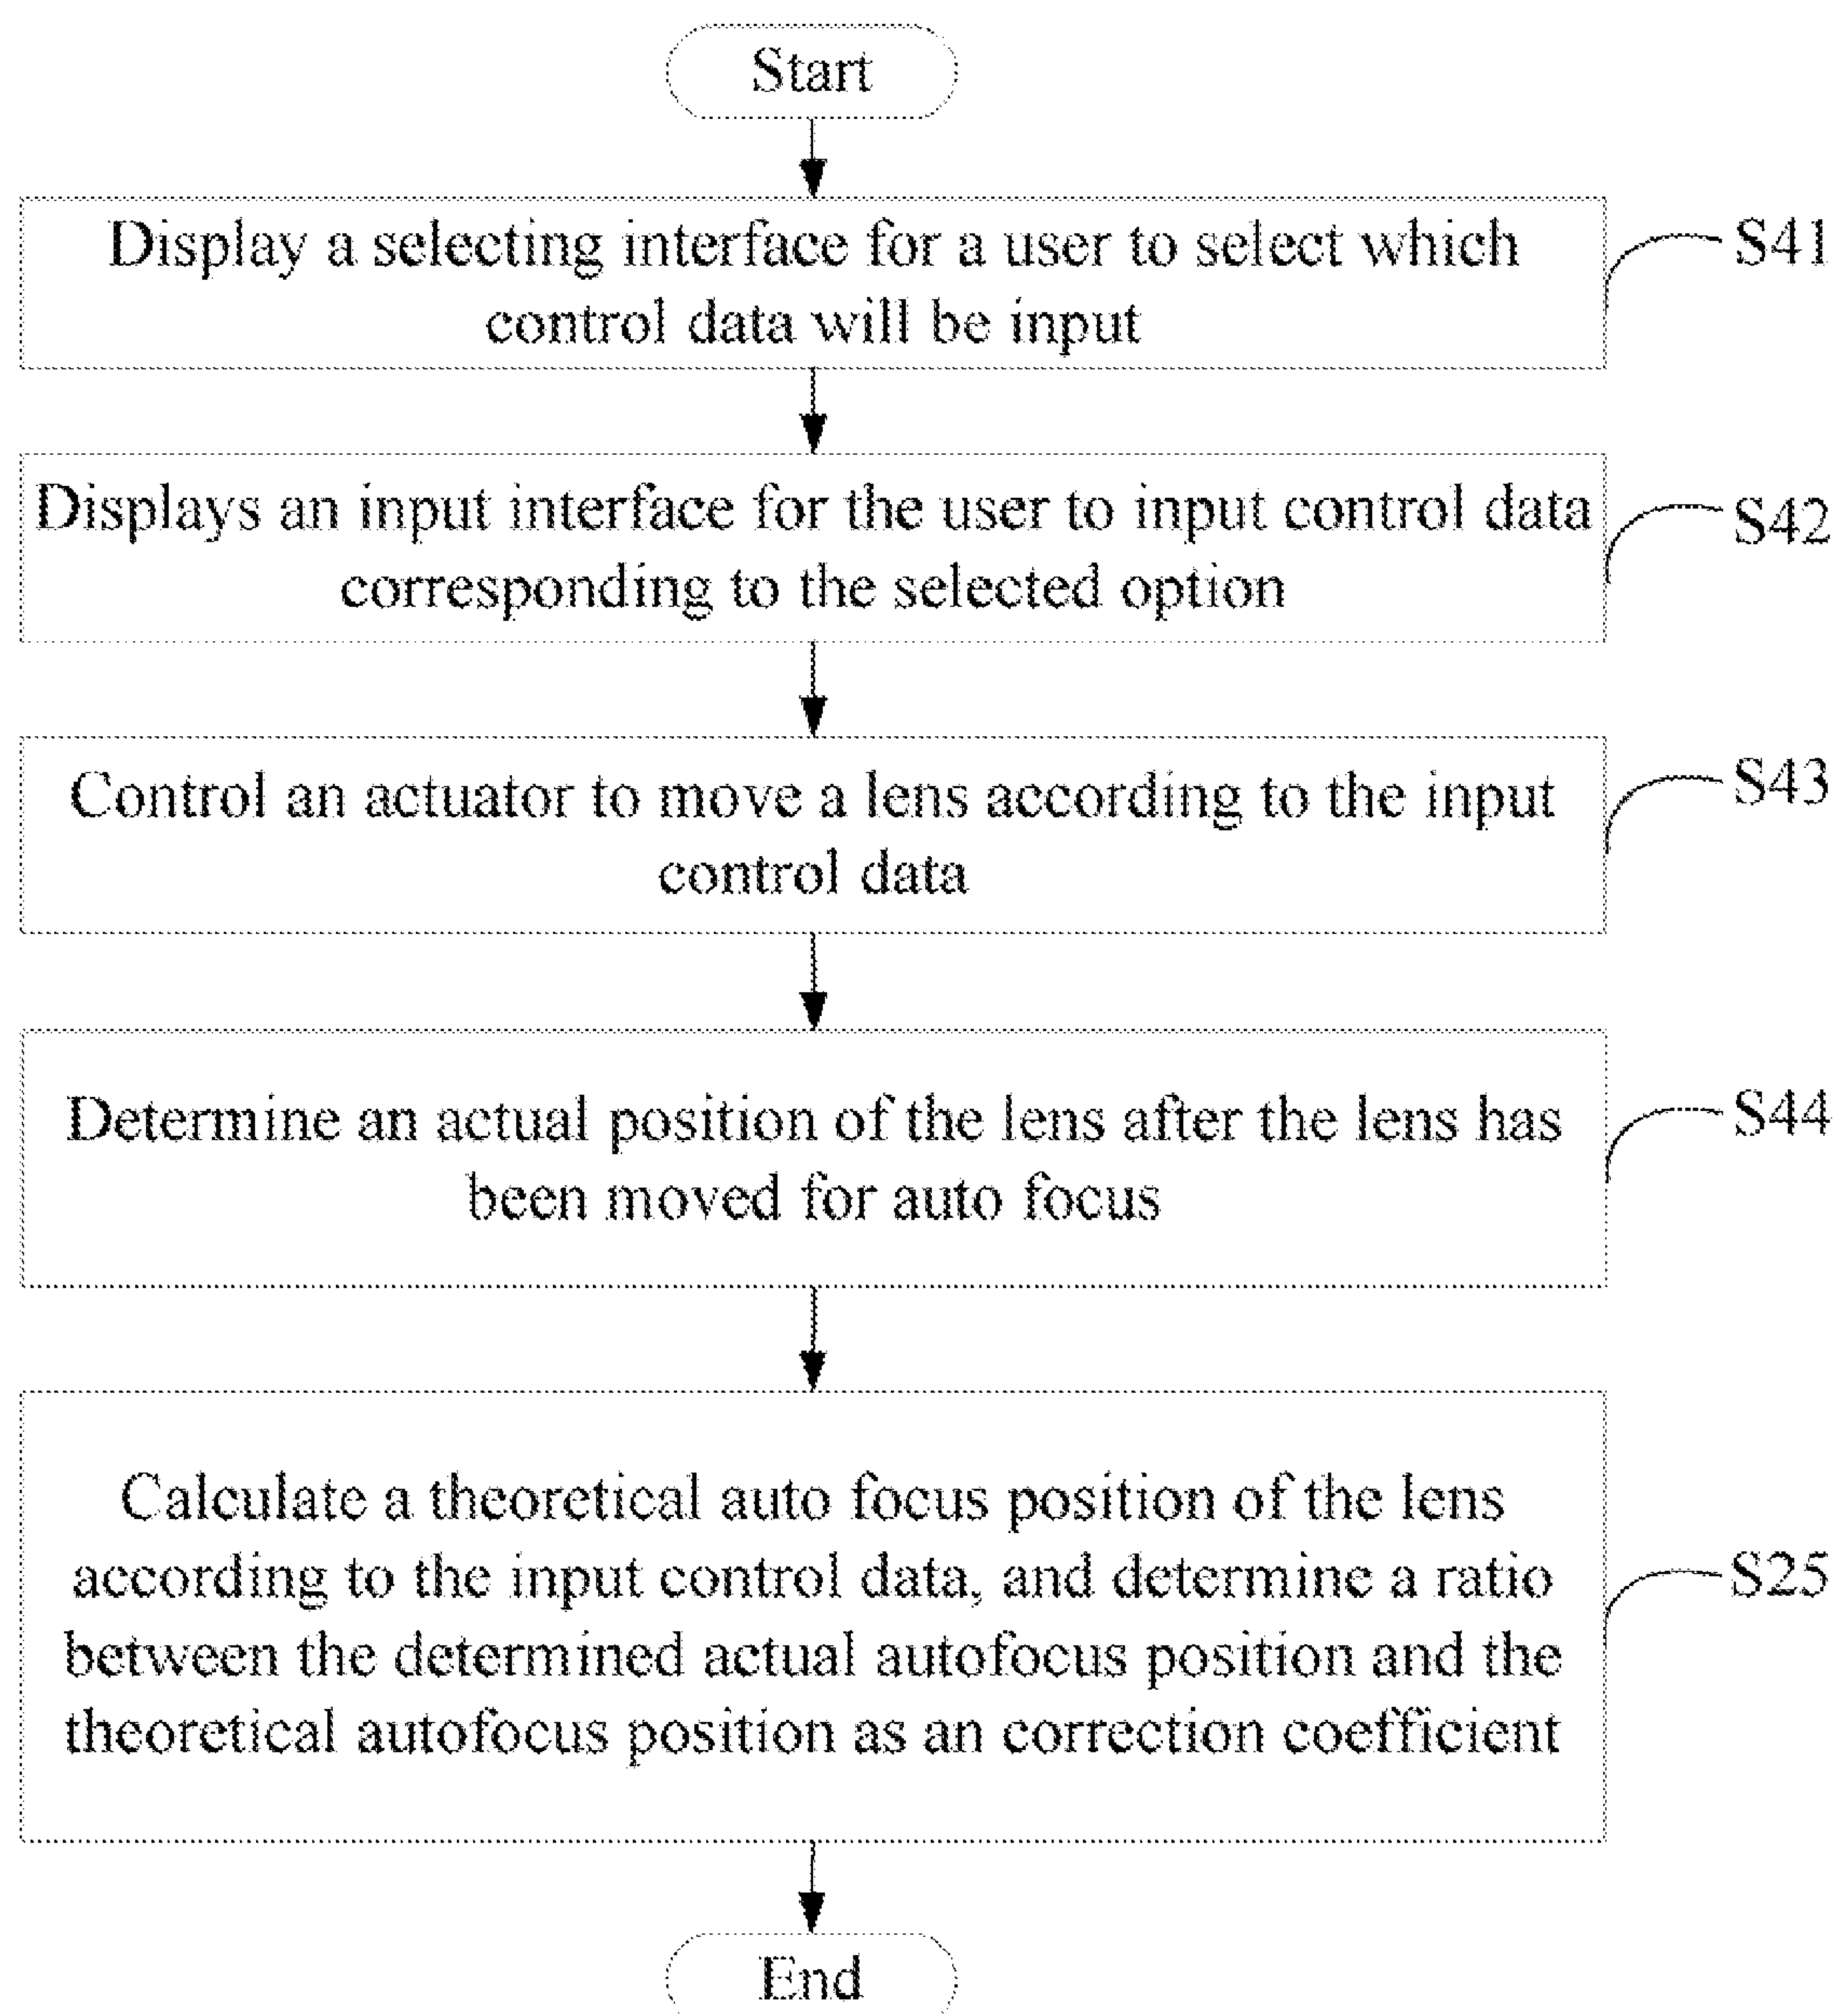 Start
Display a selecting interface for a user to select which
control data will be input
S41
Displays an input interface for the user to input control data
corresponding to the selected option
S42
Control an actuator to move a lens according to the input
control data
S43
Determine an actual position of the lens after the lens has
been moved for auto focus
S44
Calculate a theoretical auto focus position of the lens
according to the input control data, and determine a ratio
between the determined actual autofocus position and the
theoretical autofocus position as an correction coefficient
S25
End